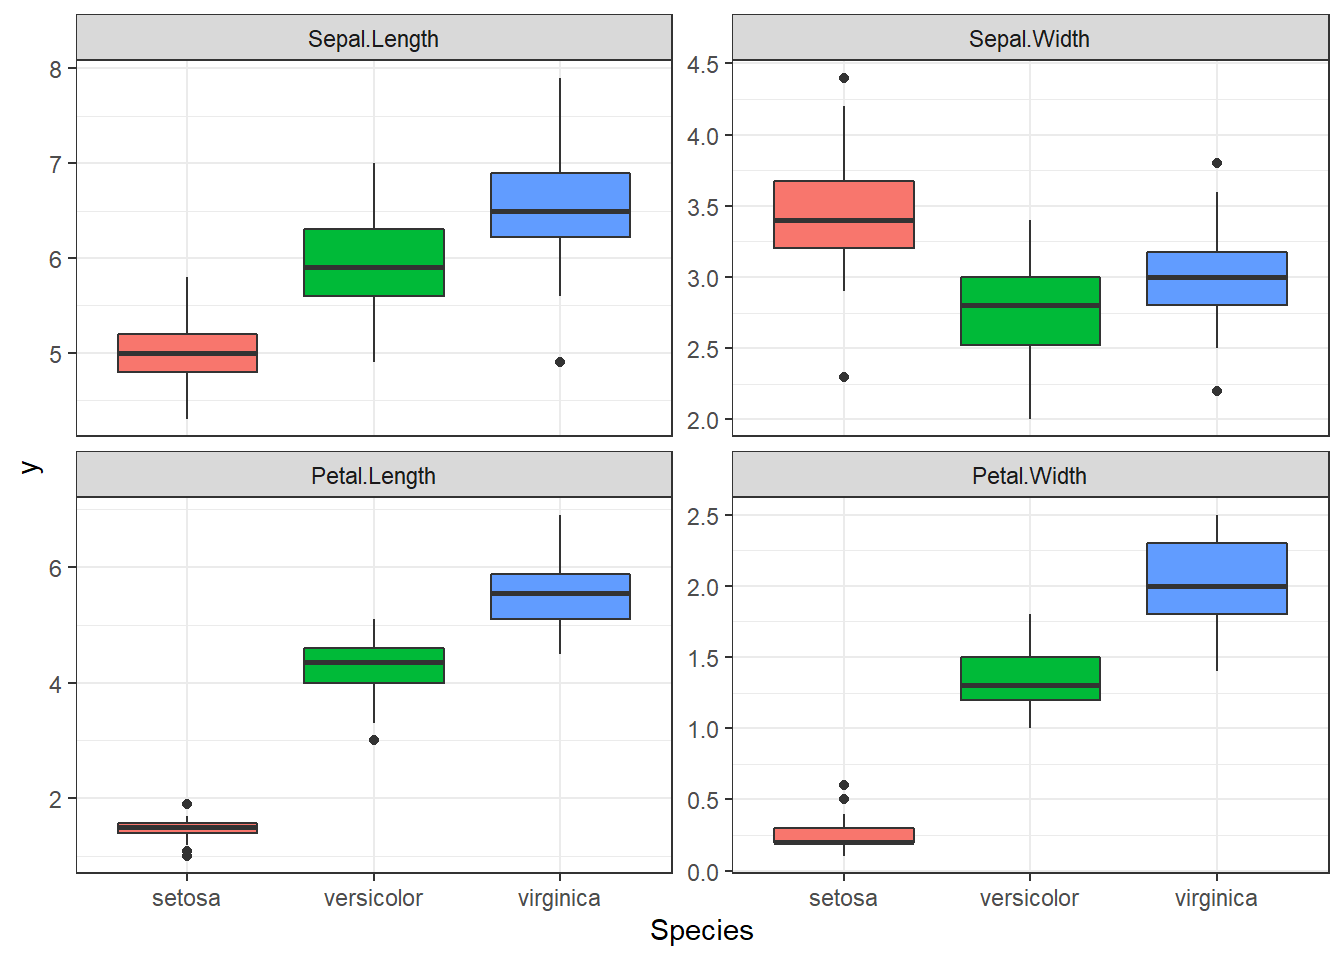 Sepal.Length
Sepal.Width
8
7
6
5
4.5
4.0
3.5
3.0
2.5
2.0
y
Petal.Length
Petal.Width
6
4
2
2.5
2.0
1.5
1.0
0.5
0.0
setosa versicolor virginica
setosa versicolor virginica
Species